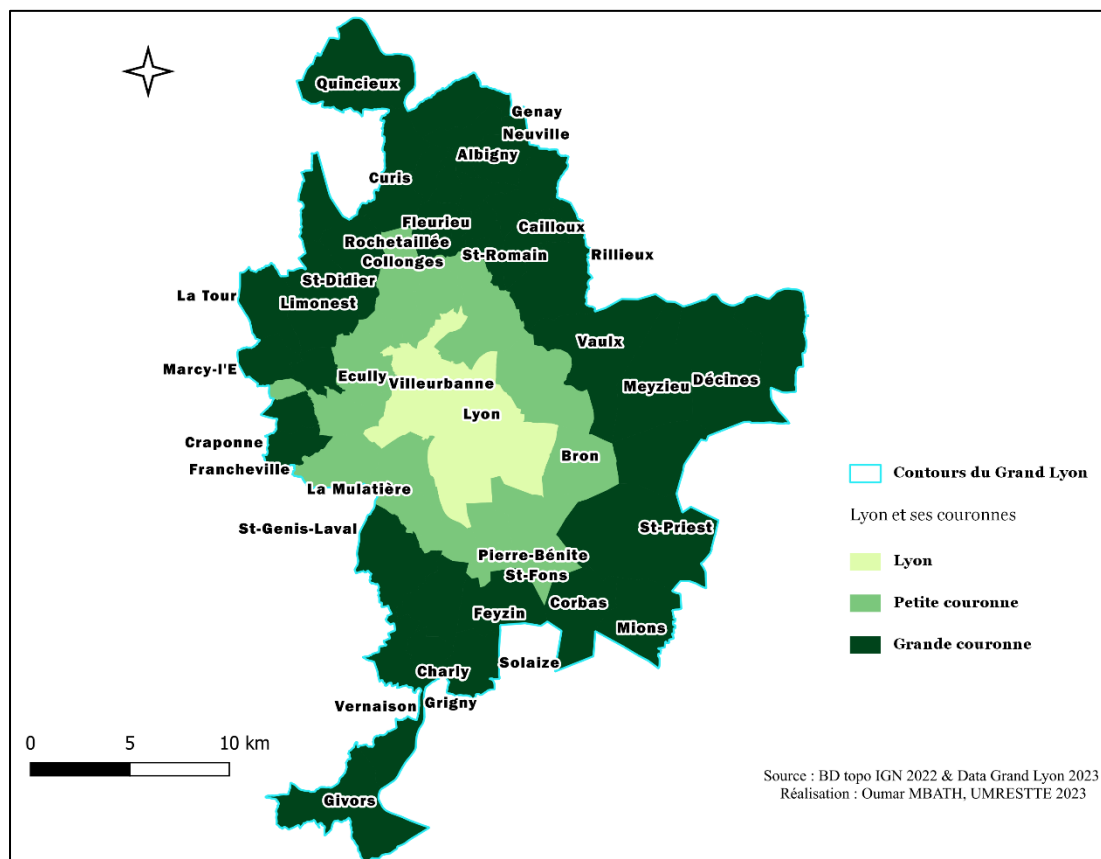 Quincieux
Genay
Neuville
Albigny
Curis
Fleurieu
Cailloux
Rochetaillée
St-Romain
Rillieux
Collonges
St-Didier
La Tour
Limonest
Vaulx
Marcy-l'E
Ecully
Villeurbanne
Meyzieu
Décines
Lyon
Craponne
Bron
Francheville
La Mulatière
St-Genis-Laval
St-Priest
Pierre-Bénite
St-Fons
Corbas
Feyzin
Mions
Solaize
Charly
Vernaison
Grigny
Givors
Contours du Grand Lyon
Lyon et ses couronnes
Lyon
Petite couronne
Grande couronne
0 5 10 km
Source : BD topo IGN 2022 & Data Grand Lyon 2023
Réalisation : Oumar MBATH, UMRESTTE 2023